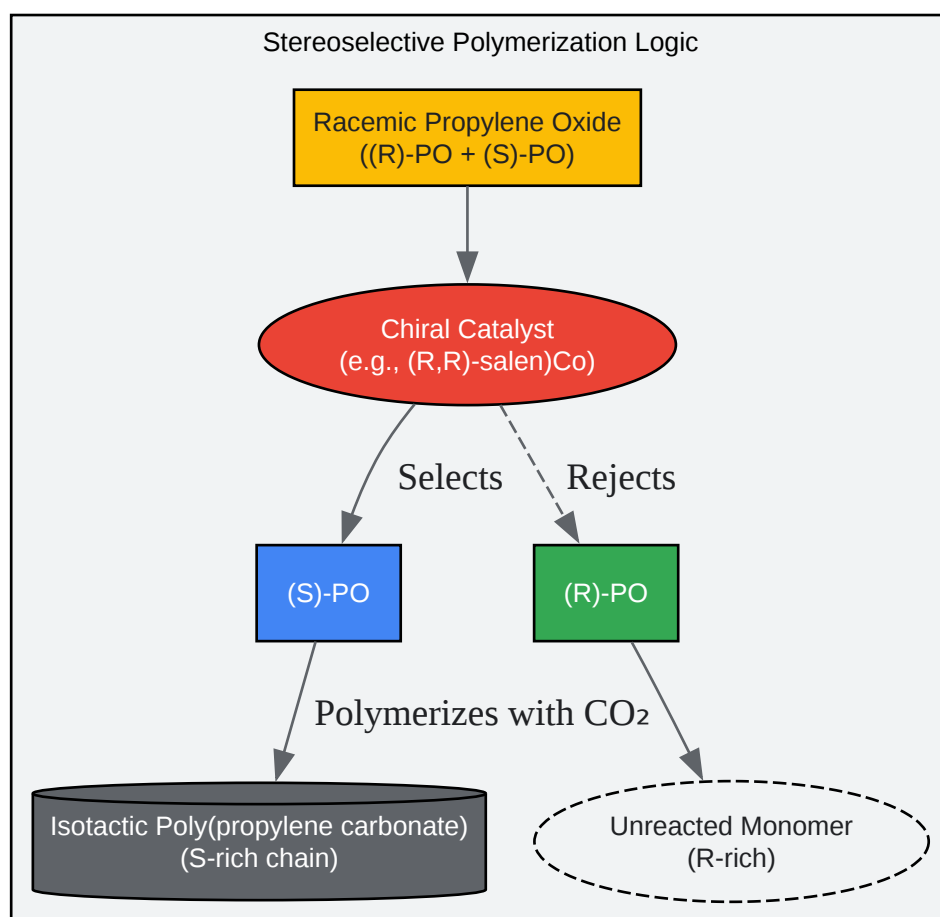 Stereoselective Polymerization Logic
Racemic Propylene Oxide
((R)-PO + (S)-PO)
Chiral Catalyst
(e.g., (R,R)-salen)Co)
Selects
Rejects
(S)-PO
(R)-PO
Polymerizes with CO₂
Isotactic Poly(propylene carbonate)
(S-rich chain)
Unreacted Monomer
(R-rich)